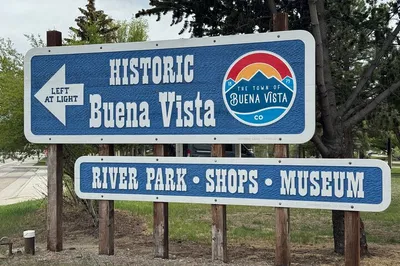 LEFT
AT LIGHT
HISTORIC
Buena Vista
THE TOWN OF
BUENA VISTA
CO
RIVER PARK · SHOPS · MUSEUM